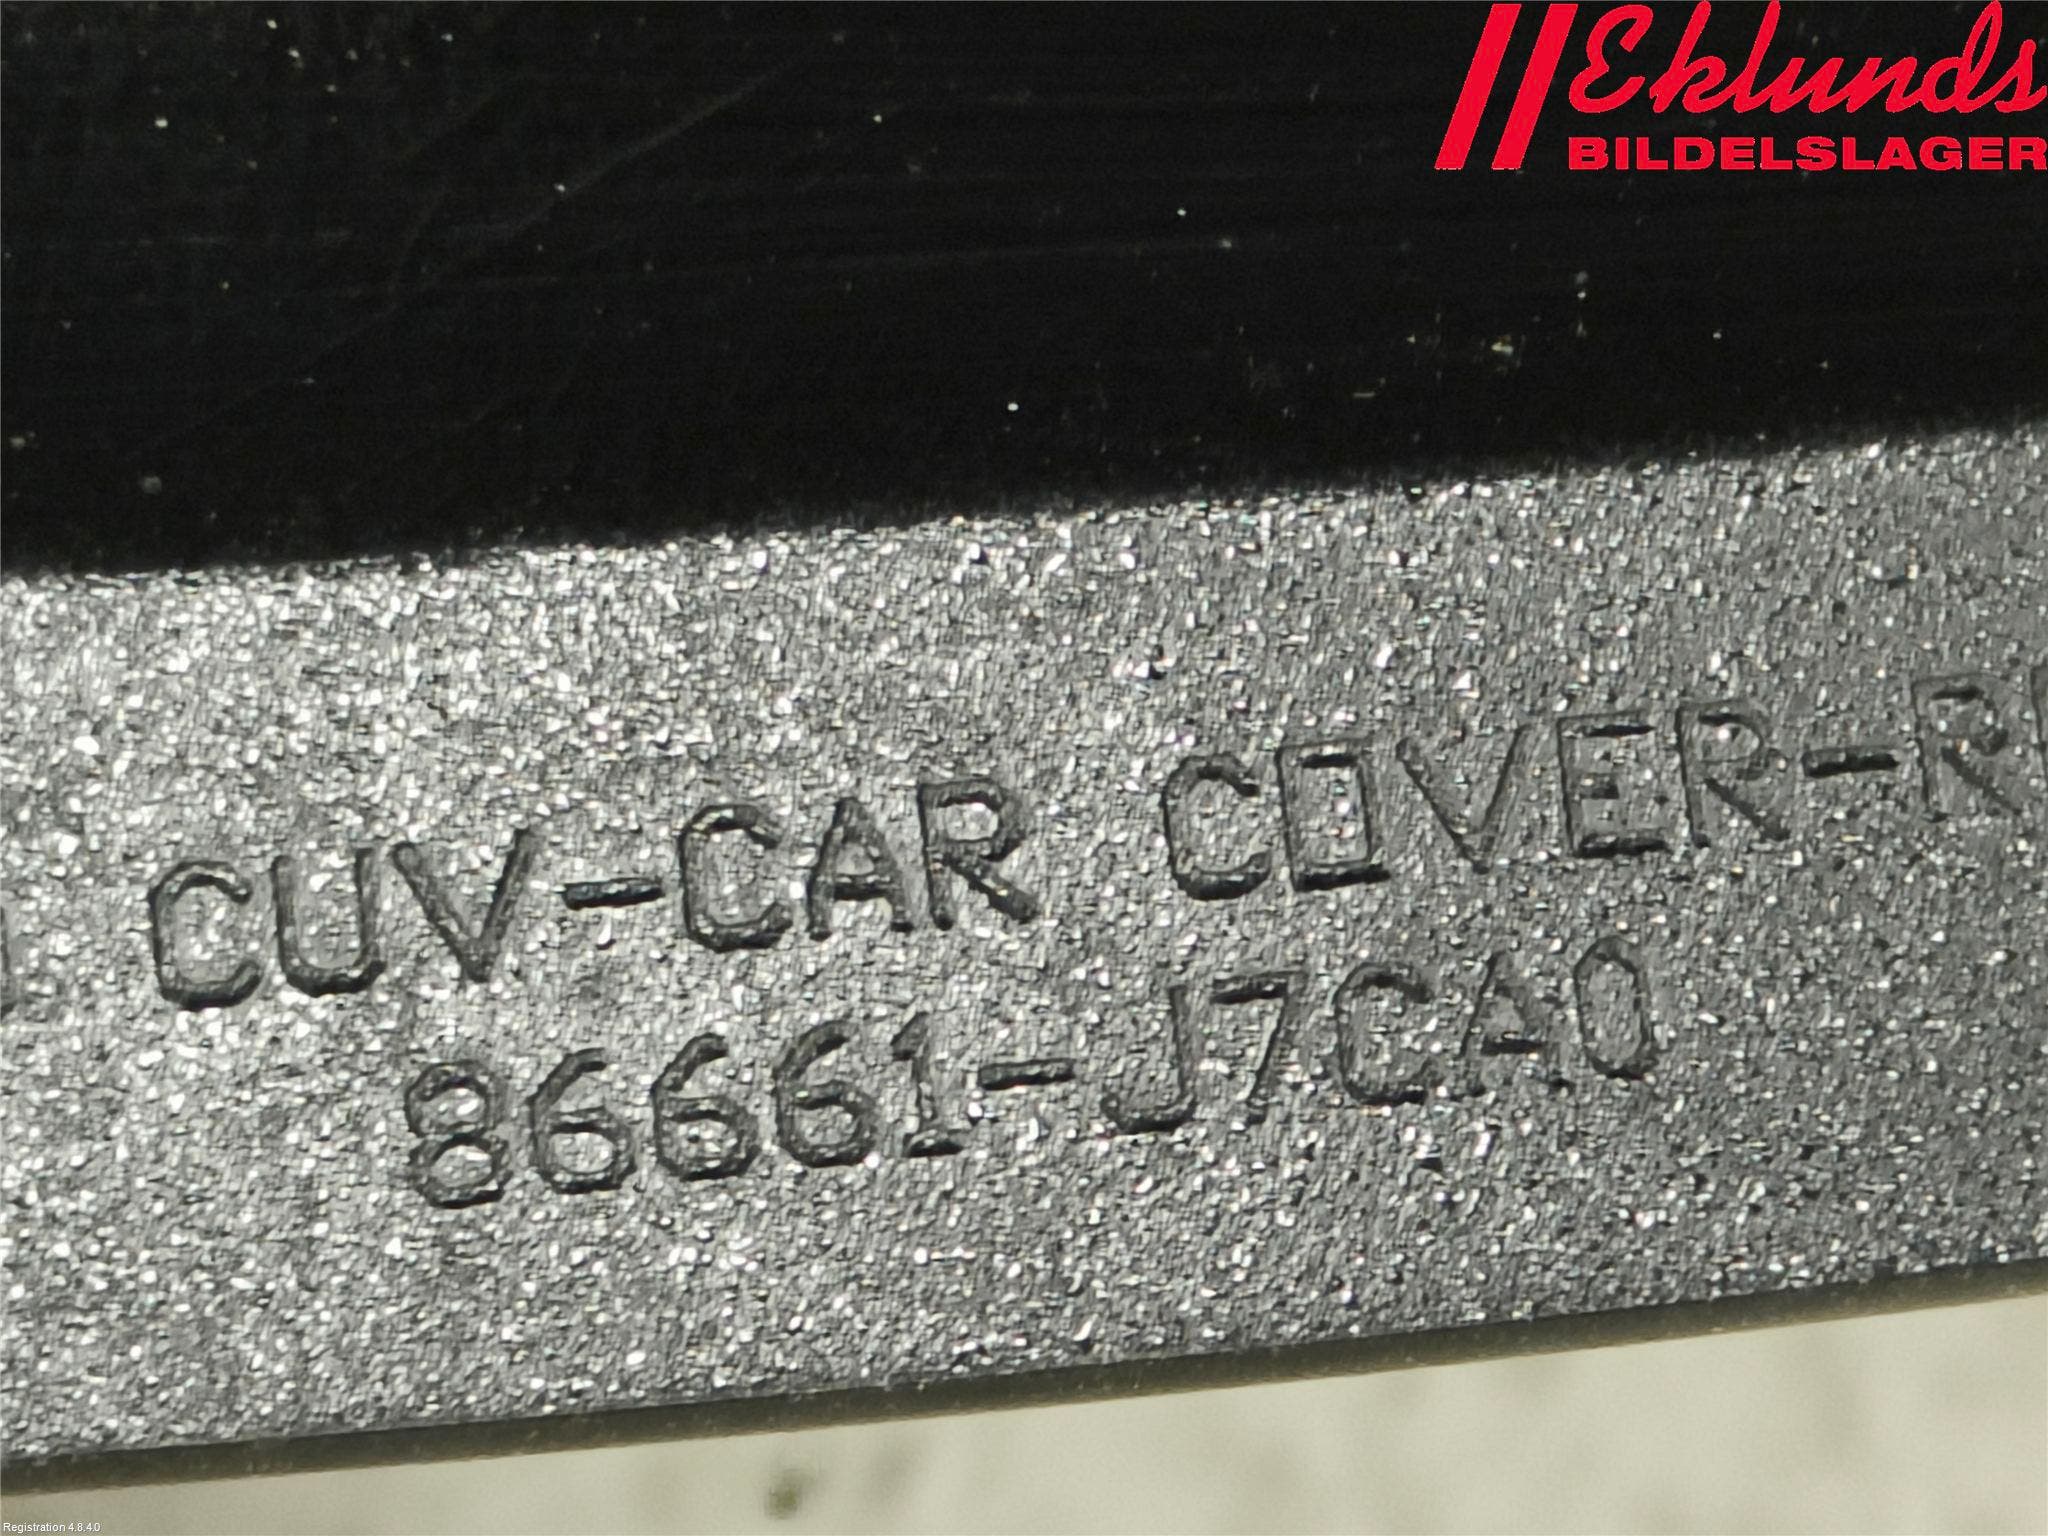 Eklunds
BILDELSLAGER
CUV-CAR COVER-R
86661-J7CA0
Registration 4.8.4.0